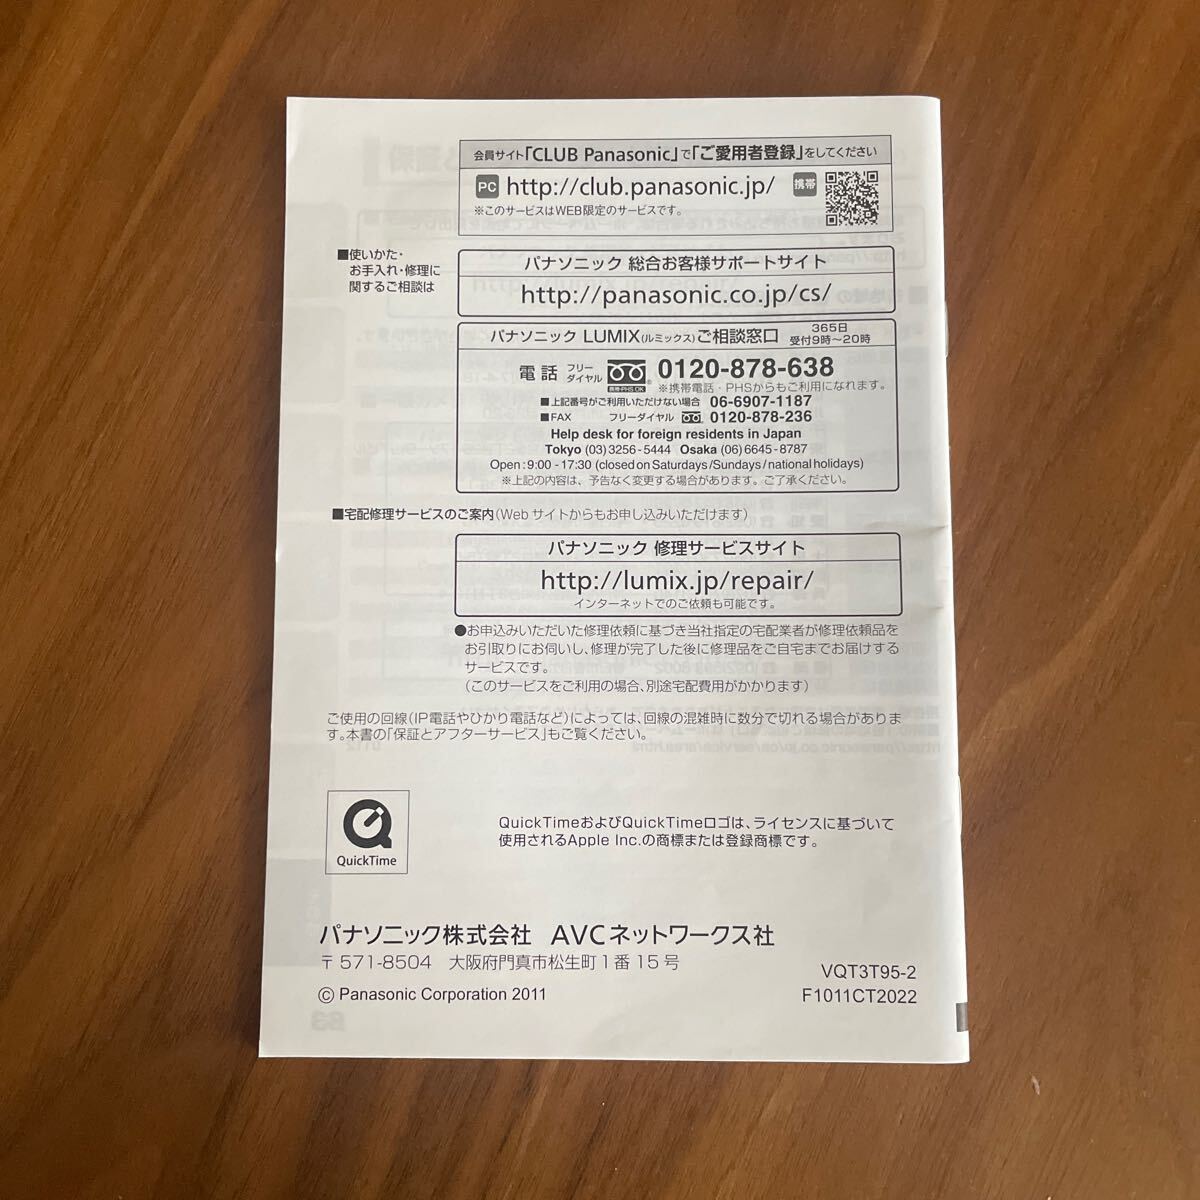 会員サイト「CLUB Panasonic」で「ご愛用者登録」をしてください
PC http://club.panasonic.jp/ 携帯
※このサービスはWEB限定のサービスです。
■使いかた・
お手入れ・修理に
関するご相談は
パナソニック 総合お客様サポートサイト
http://panasonic.co.jp/cs/
パナソニック LUMIX(ルミックス)ご相談窓口 365日
受付9時〜20時
電話 フリー
ダイヤル 携帯・PHS OK 0120-878-638
※携帯電話・PHSからもご利用になれます。
■上記番号がご利用いただけない場合 06-6907-1187
■FAX フリーダイヤル 0120-878-236
Help desk for foreign residents in Japan
Tokyo (03) 3256-5444 Osaka (06) 6645-8787
Open : 9:00 - 17:30 (closed on Saturdays /Sundays / national holidays)
※上記の内容は、予告なく変更する場合があります。ご了承ください。
■宅配修理サービスのご案内(Web サイトからもお申し込みいただけます)
パナソニック 修理サービスサイト
http://lumix.jp/repair/
インターネットでのご依頼も可能です。
●お申込みいただいた修理依頼に基づき当社指定の宅配業者が修理依頼品を
お引取りにお伺いし、修理が完了した後に修理品をご自宅までお届けする
サービスです。
(このサービスをご利用の場合、別途宅配費用がかかります)
ご使用の回線(IP電話やひかり電話など)によっては、回線の混雑時に数分で切れる場合がありま
す。本書の「保証とアフターサービス」もご覧ください。
QuickTime
QuickTimeおよびQuickTimeロゴは、ライセンスに基づいて
使用されるApple Inc.の商標または登録商標です。
パナソニック株式会社 AVCネットワークス社
〒571-8504 大阪府門真市松生町1番15号
© Panasonic Corporation 2011
VQT3T95-2
F1011CT2022